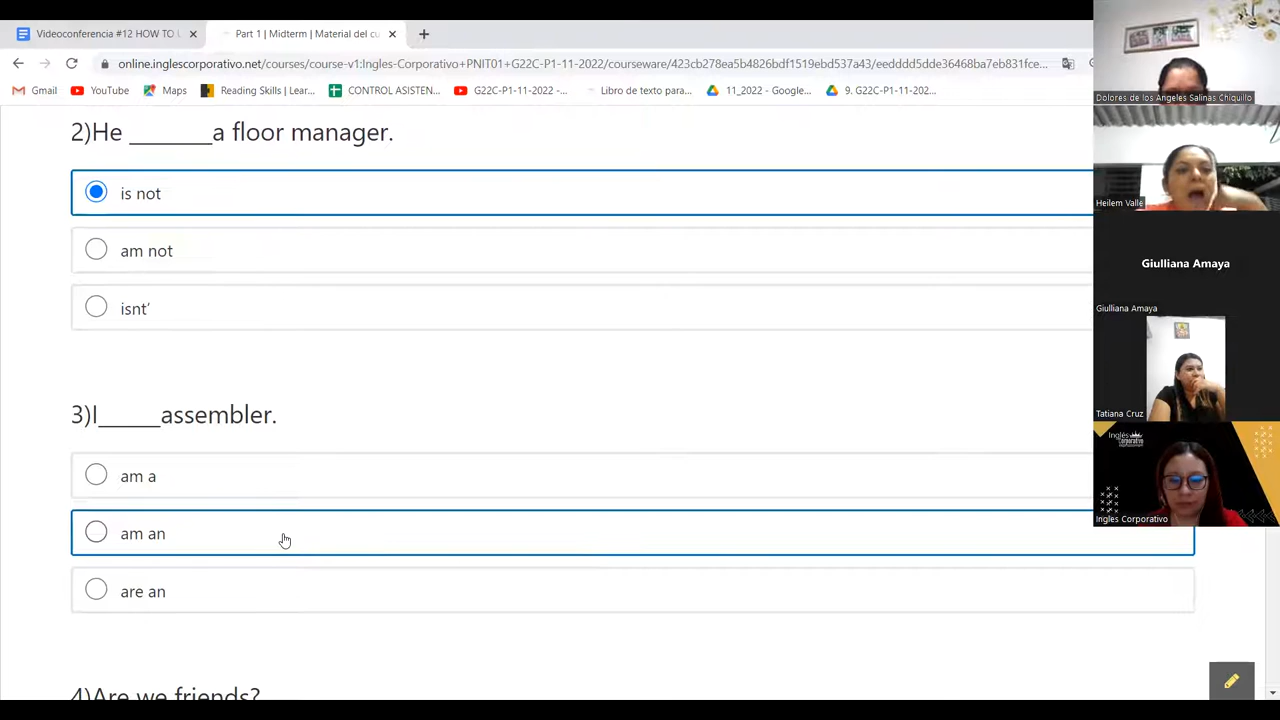 Videoconferencia #12 HOW TO
Part 1 | Midterm | Material del cu
online.inglescorporativo.net/courses/course-v1:Ingles-Corporativo+PNIT01+G22C-P1-11-2022/courseware/423cb278ea5b4826bdf1519ebd537a43/eedddd5dde36468ba7eb831fce...
Gmail
YouTube
Maps
Reading Skills | Lear...
CONTROL ASISTEN...
G22C-P1-11-2022 -...
Libro de texto para...
11_2022 - Google...
9. G22C-P1-11-202...
2)He _______a floor manager.
is not
am not
isnt’
3)I_____assembler.
am a
am an
are an
4)Are we friends?
Dolores de los Angeles Salinas Chiquillo
Heilem Valle
Giulliana Amaya
Giulliana Amaya
Tatiana Cruz
Inglés
Corporativo
Ingles Corporativo